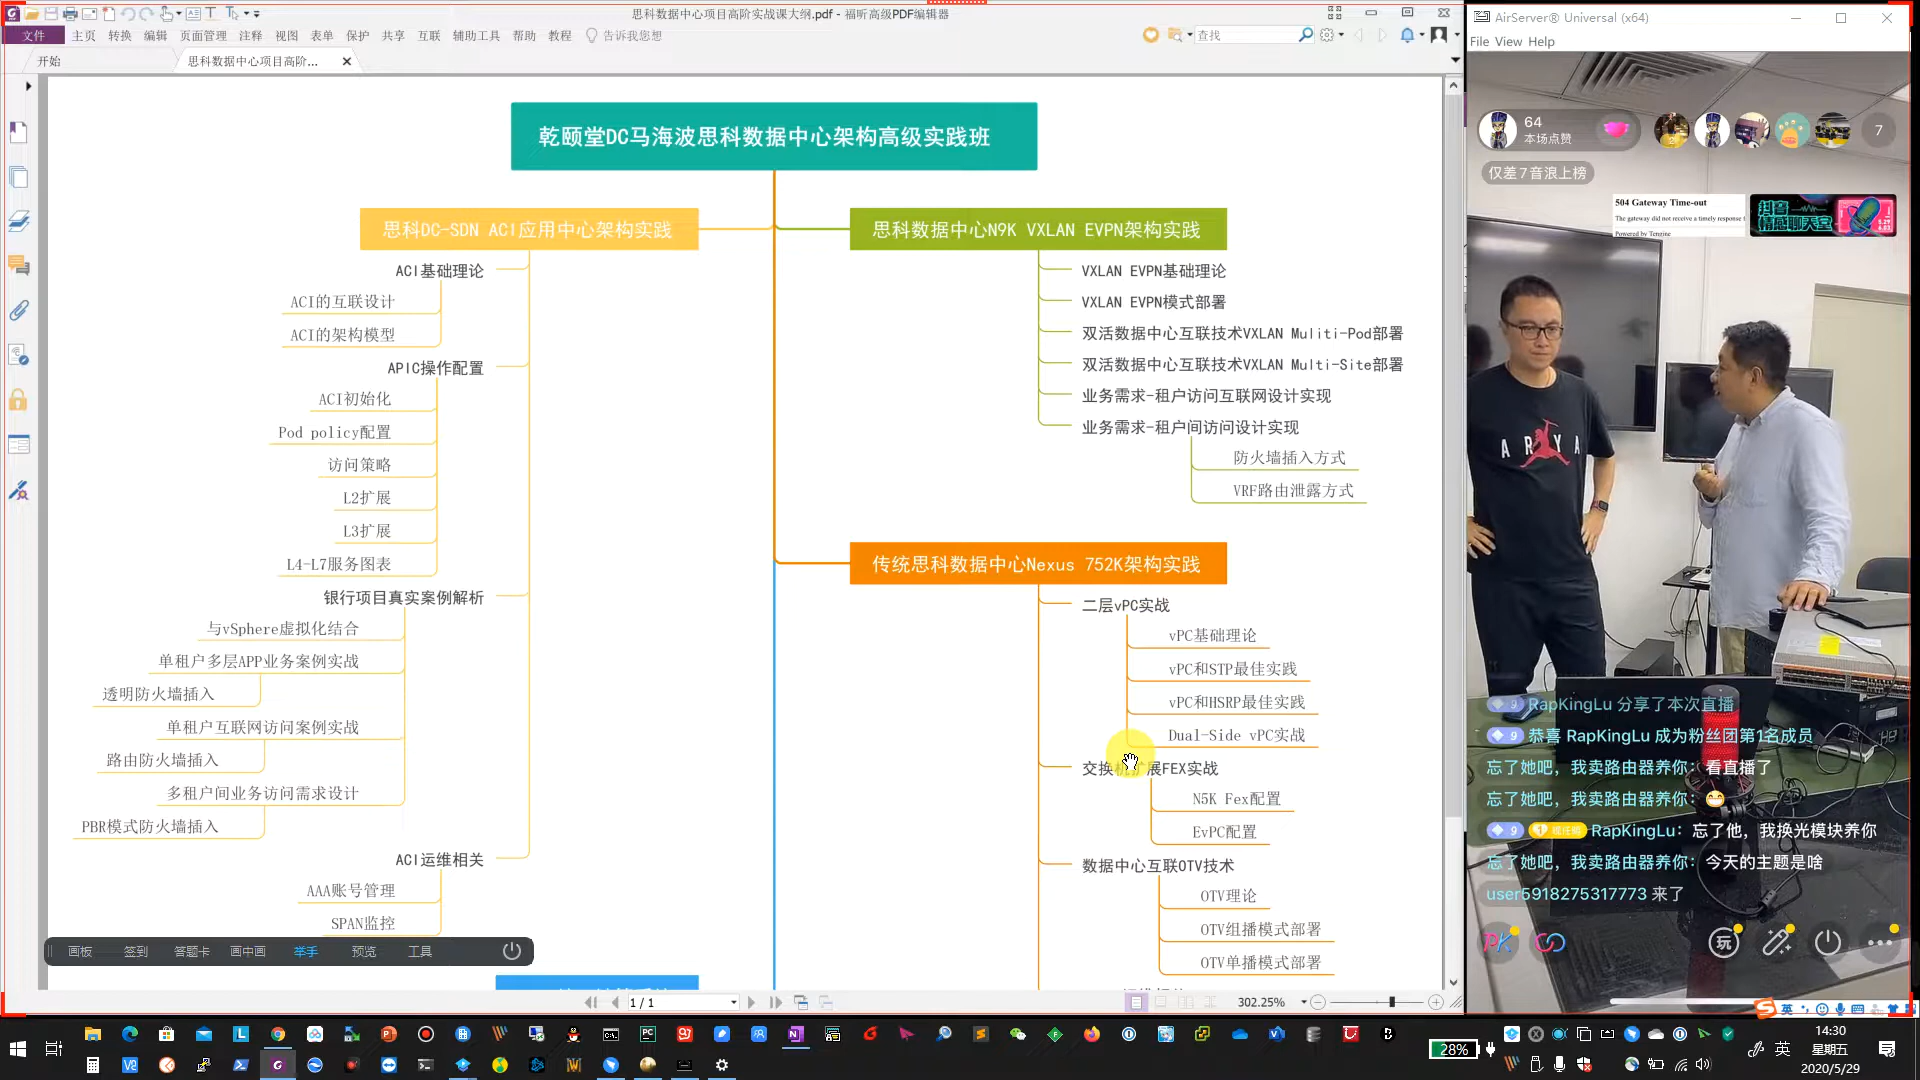 思科数据中心项目高阶实战课大纲.pdf - 福昕高级PDF编辑器
文件 主页 转换 编辑 页面管理 注释 视图 表单 保护 共享 互联 辅助工具 帮助 教程 告诉我您想
查找
开始
思科数据中心项目高阶...
乾颐堂DC马海波思科数据中心架构高级实践班
思科DC-SDN ACI应用中心架构实践
ACI基础理论
ACI的互联设计
ACI的架构模型
APIC操作配置
ACI初始化
Pod policy配置
访问策略
L2扩展
L3扩展
L4-L7服务图表
银行项目真实案例解析
与vSphere虚拟化结合
单租户多层APP业务案例实战
透明防火墙插入
单租户互联网访问案例实战
路由防火墙插入
多租户间业务访问需求设计
PBR模式防火墙插入
ACI运维相关
AAA账号管理
SPAN监控
思科数据中心N9K VXLAN EVPN架构实践
VXLAN EVPN基础理论
VXLAN EVPN模式部署
双活数据中心互联技术VXLAN Muliti-Pod部署
双活数据中心互联技术VXLAN Multi-Site部署
业务需求-租户访问互联网设计实现
业务需求-租户间访问设计实现
防火墙插入方式
VRF路由泄露方式
传统思科数据中心Nexus 752K架构实践
二层vPC实战
vPC基础理论
vPC和STP最佳实践
vPC和HSRP最佳实践
Dual-Side vPC实战
交换机扩展FEX实战
N5K Fex配置
EvPC配置
数据中心互联OTV技术
OTV理论
OTV组播模式部署
OTV单播模式部署
画板 签到 答题卡 画中画 举手 预览 工具
1 / 1
302.25%
AirServer® Universal (x64)
File View Help
64
本场点赞
7
仅差7音浪上榜
504 Gateway Time-out
The gateway did not receive a timely response f
Powered by Tengine
抖音
情感聊天室
ARYA
9 RapKingLu 分享了本次直播
9 恭喜 RapKingLu 成为粉丝团第1名成员
忘了她吧，我卖路由器养你：看直播了
忘了她吧，我卖路由器养你：😁
9 RapKingLu：忘了他，我换光模块养你
忘了她吧，我卖路由器养你：今天的主题是啥
user5918275317773 来了
PK
玩
英
28%
英
14:30
星期五
2020/5/29